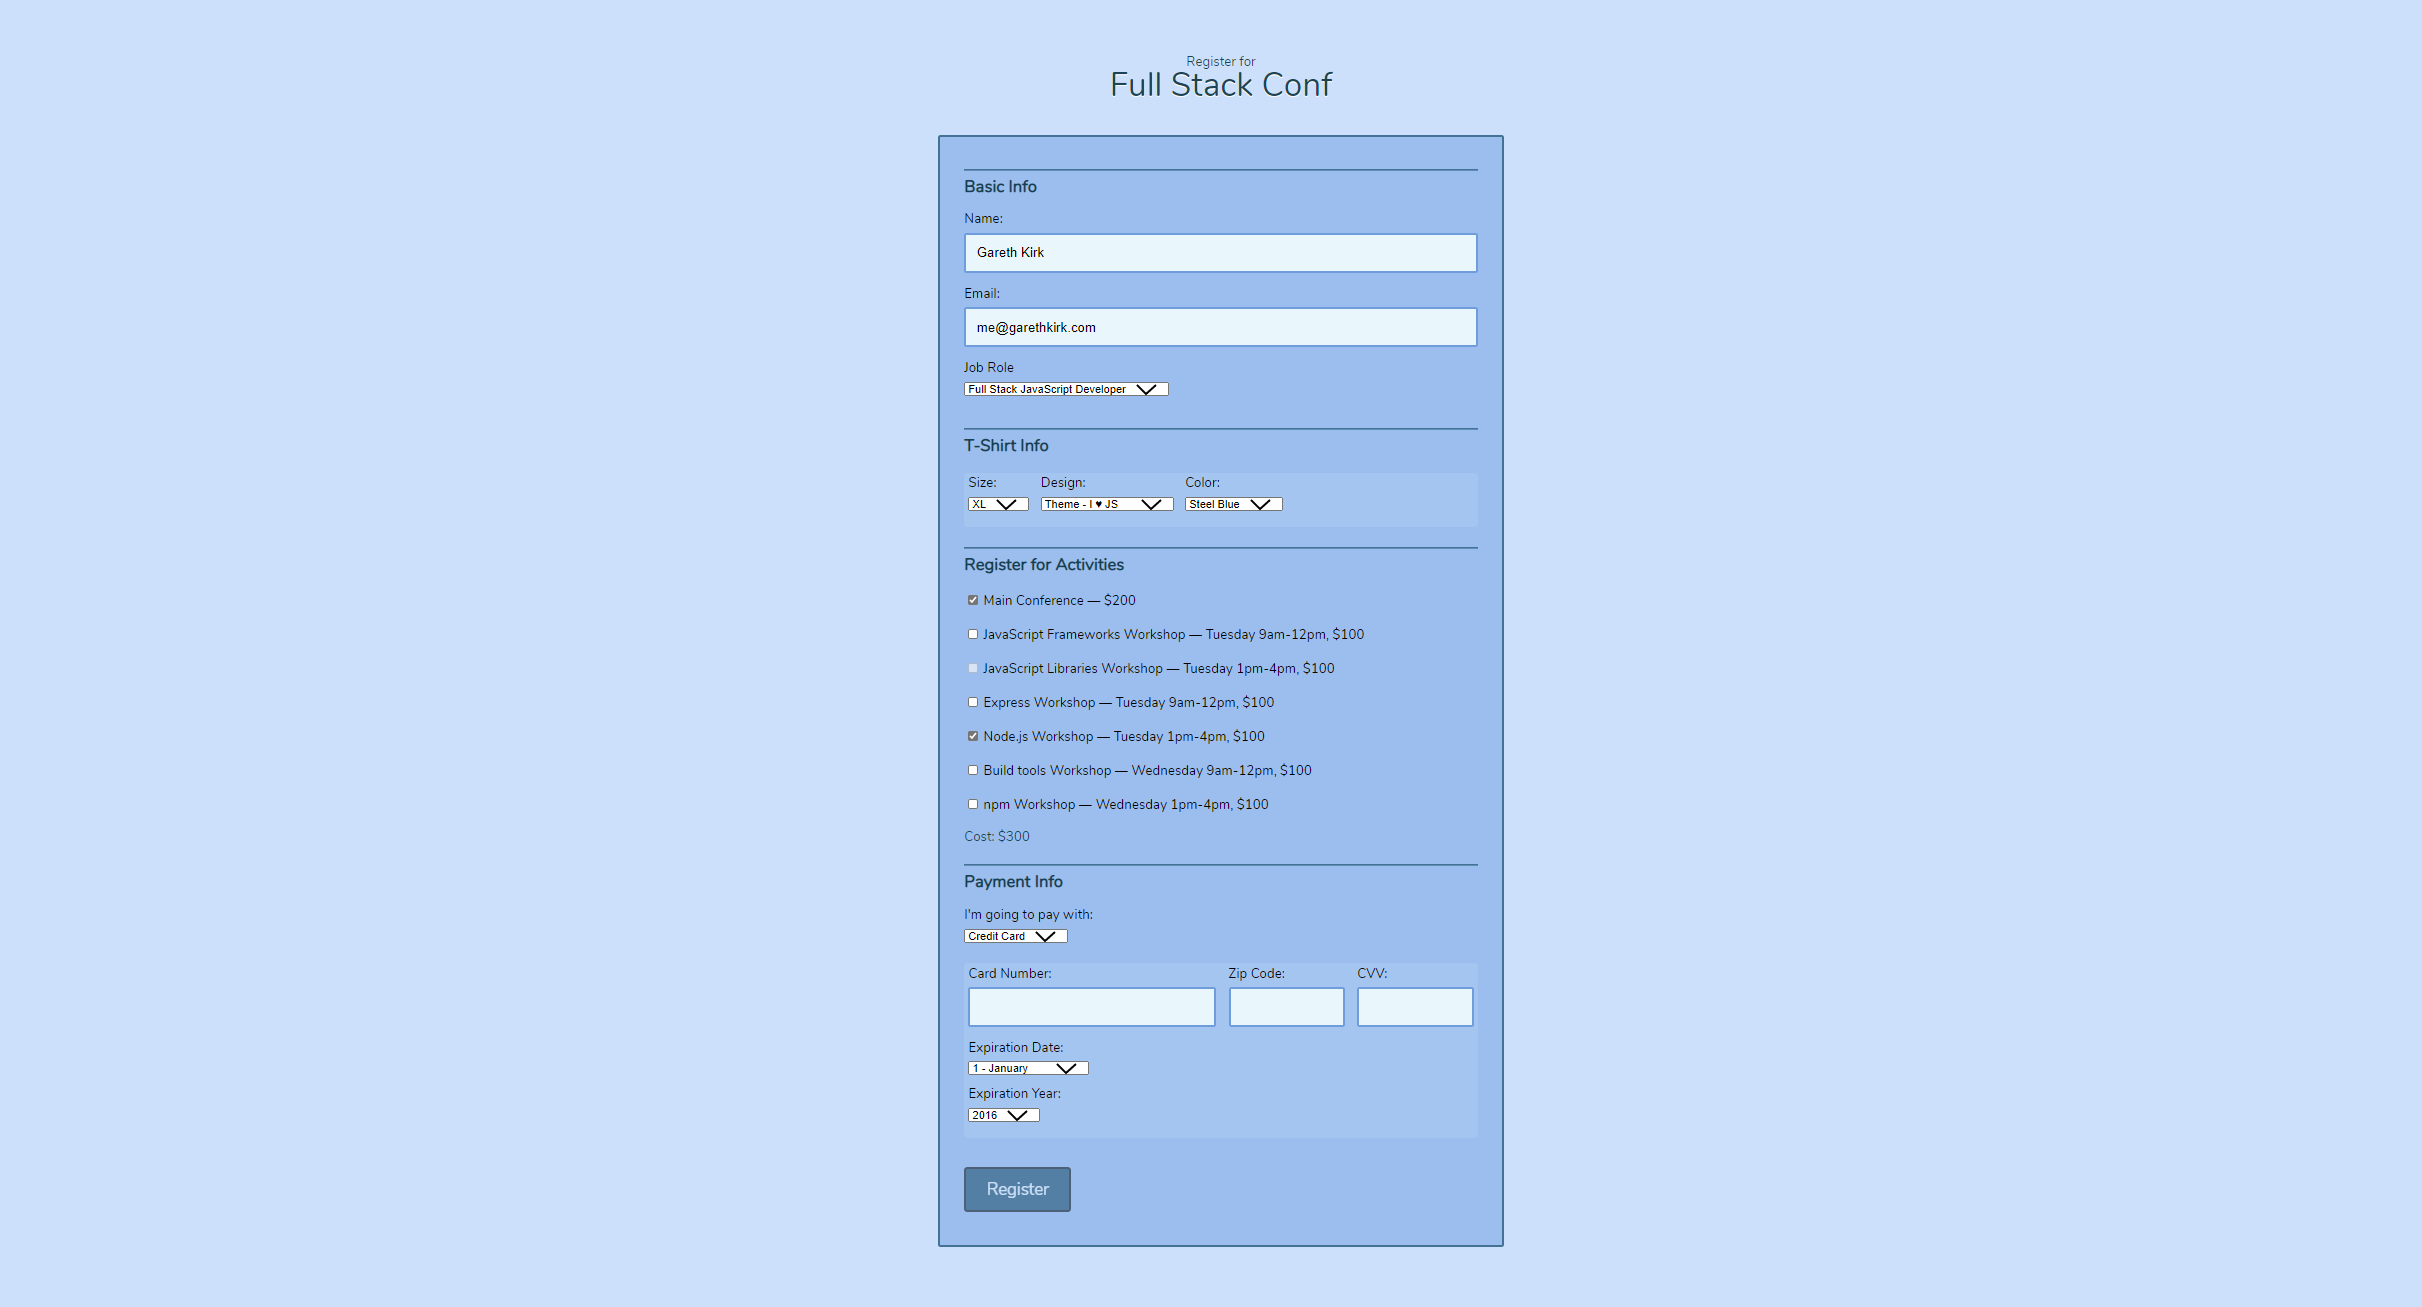 Register for
Full Stack Conf
Basic Info
Name:
Gareth Kirk
Email:
me@garethkirk.com
Job Role
Full Stack JavaScript Developer
T-Shirt Info
Size: Design: Color:
XL Theme - I ♥ JS Steel Blue
Register for Activities
Main Conference — $200
JavaScript Frameworks Workshop — Tuesday 9am-12pm, $100
JavaScript Libraries Workshop — Tuesday 1pm-4pm, $100
Express Workshop — Tuesday 9am-12pm, $100
Node.js Workshop — Tuesday 1pm-4pm, $100
Build tools Workshop — Wednesday 9am-12pm, $100
npm Workshop — Wednesday 1pm-4pm, $100
Cost: $300
Payment Info
I'm going to pay with:
Credit Card
Card Number: Zip Code: CVV:
Expiration Date:
1 - January
Expiration Year:
2016
Register